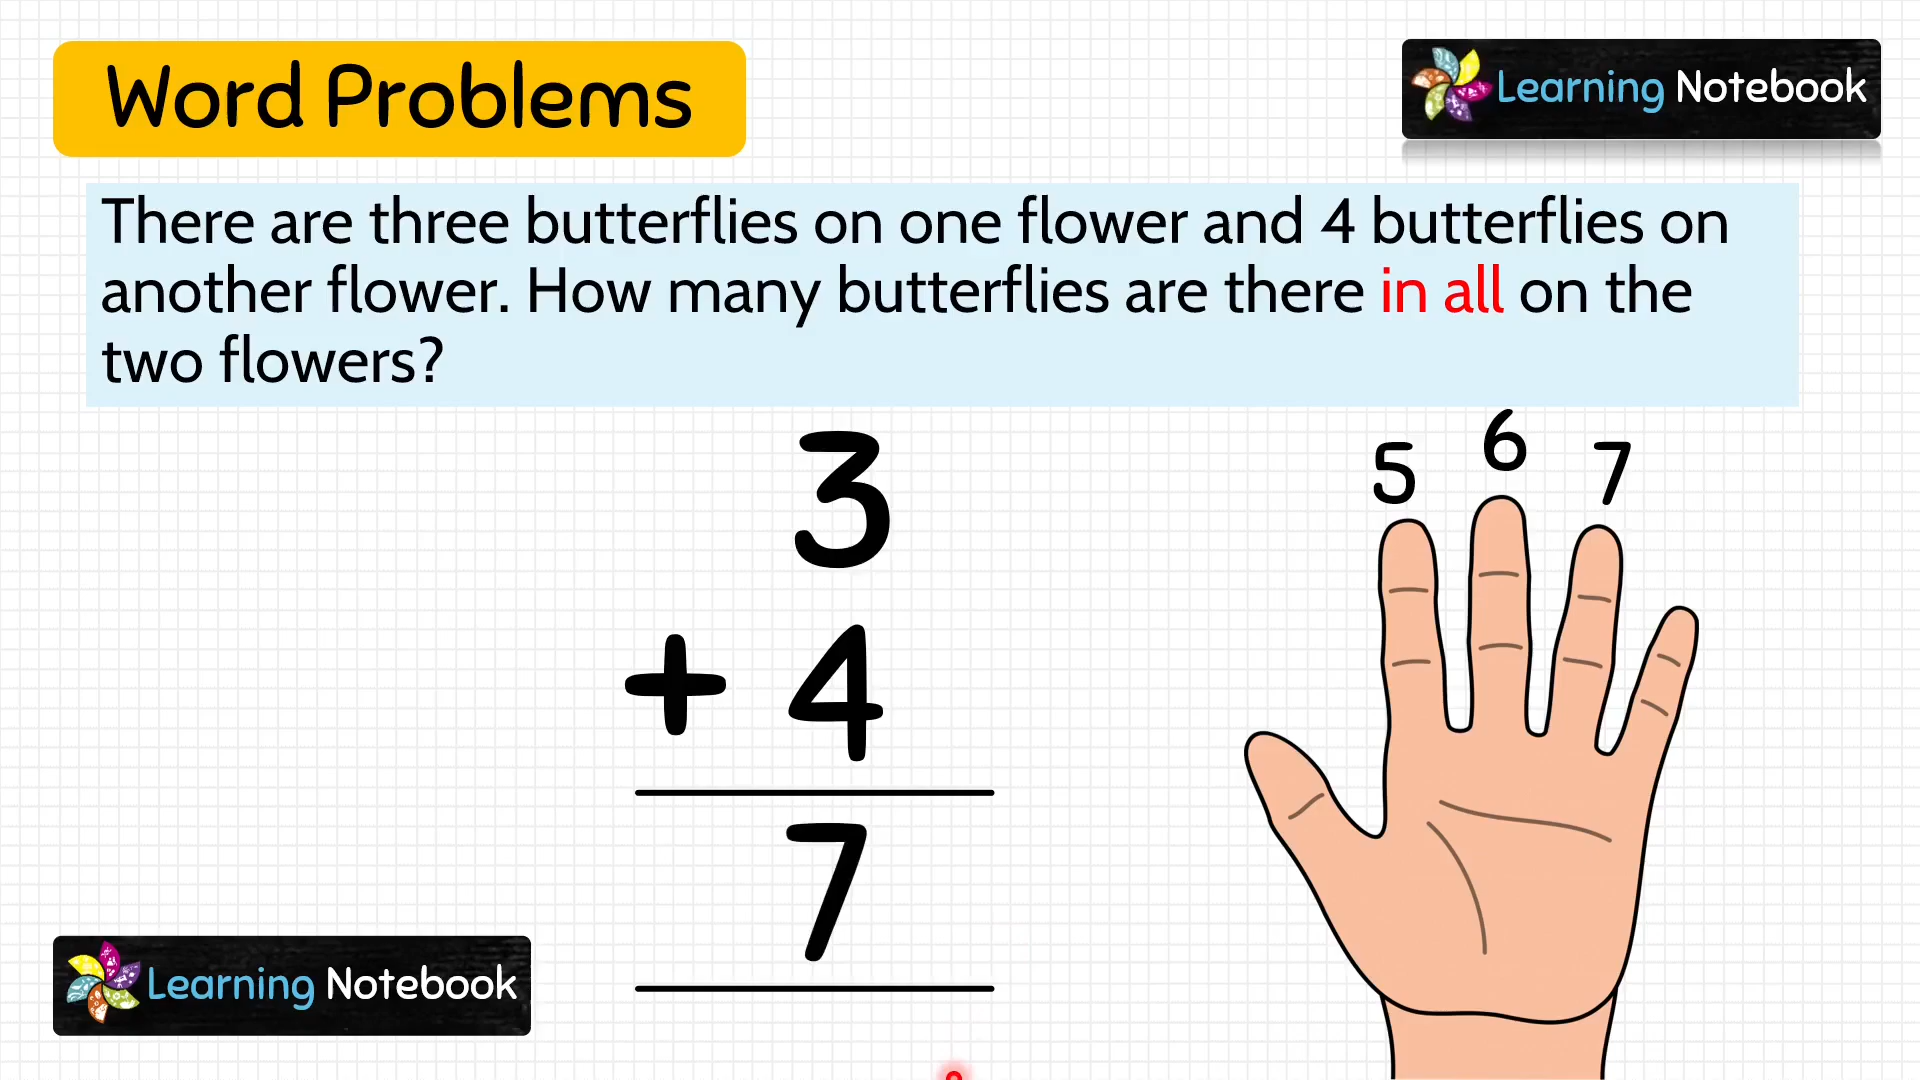 Word Problems
Learning Notebook
There are three butterflies on one flower and 4 butterflies on
another flower. How many butterflies are there in all on the
two flowers?
3
+ 4
7
5 6 7
Learning Notebook